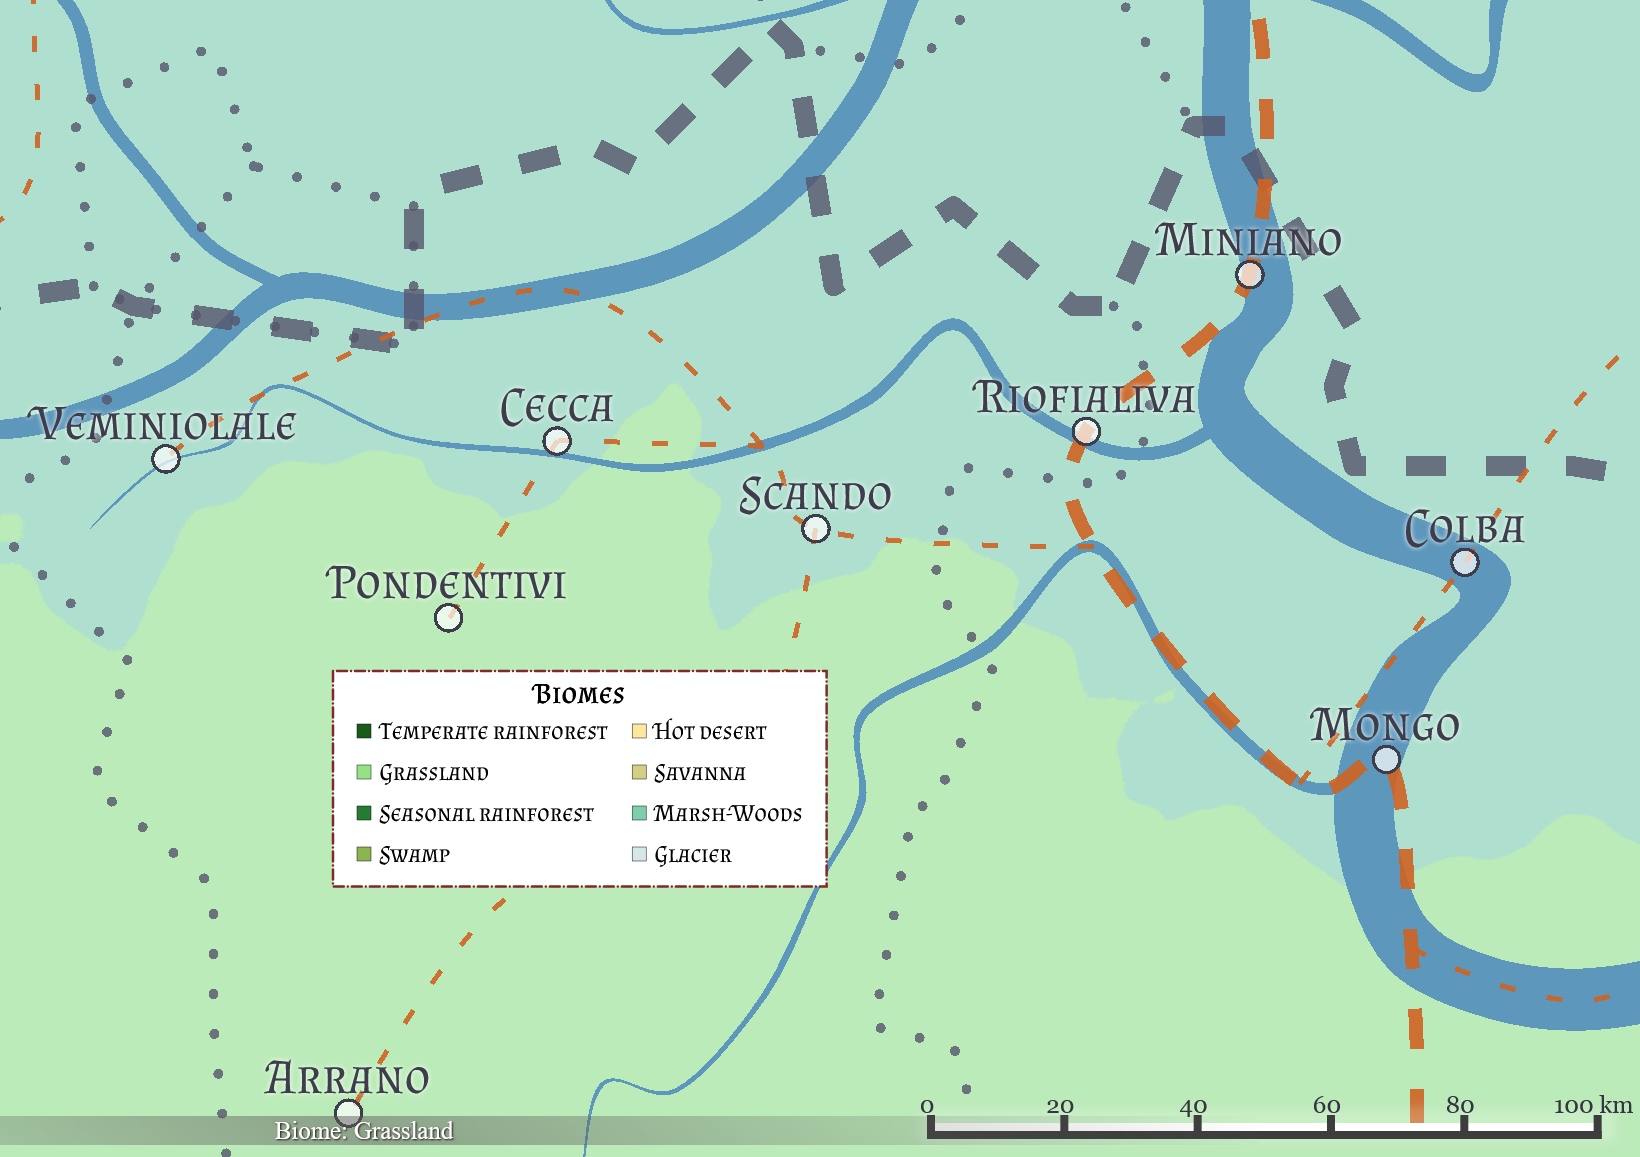 Miniano
Riofialiva
Cecca
Veminiolale
Scando
Colba
Pondentivi
Mongo
Biomes
Temperate rainforest
Hot desert
Grassland
Savanna
Seasonal rainforest
Marsh-Woods
Swamp
Glacier
Arrano
0 20 40 60 80 100 km
Biome: Grassland